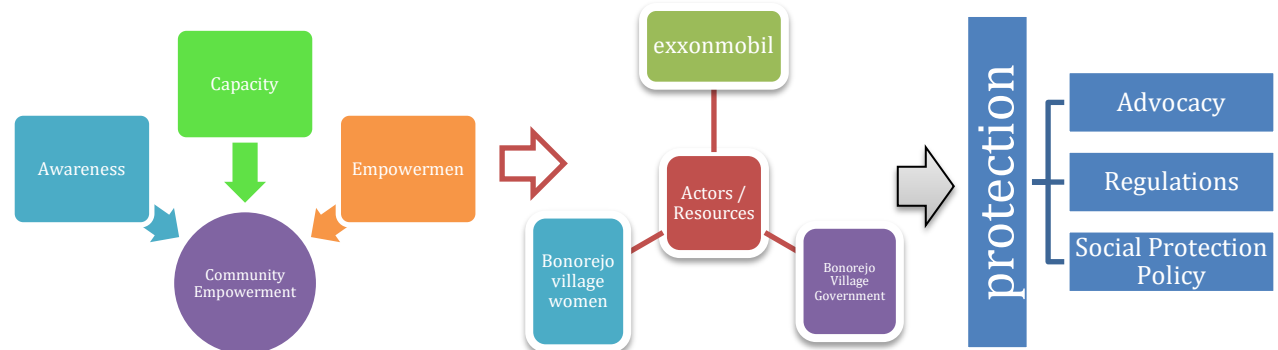 Capacity
Awareness
Empowermen
Community
Empowerment
exxonmobil
Actors /
Resources
Bonorejo
village
women
Bonorejo
Village
Government
protection
Advocacy
Regulations
Social Protection
Policy